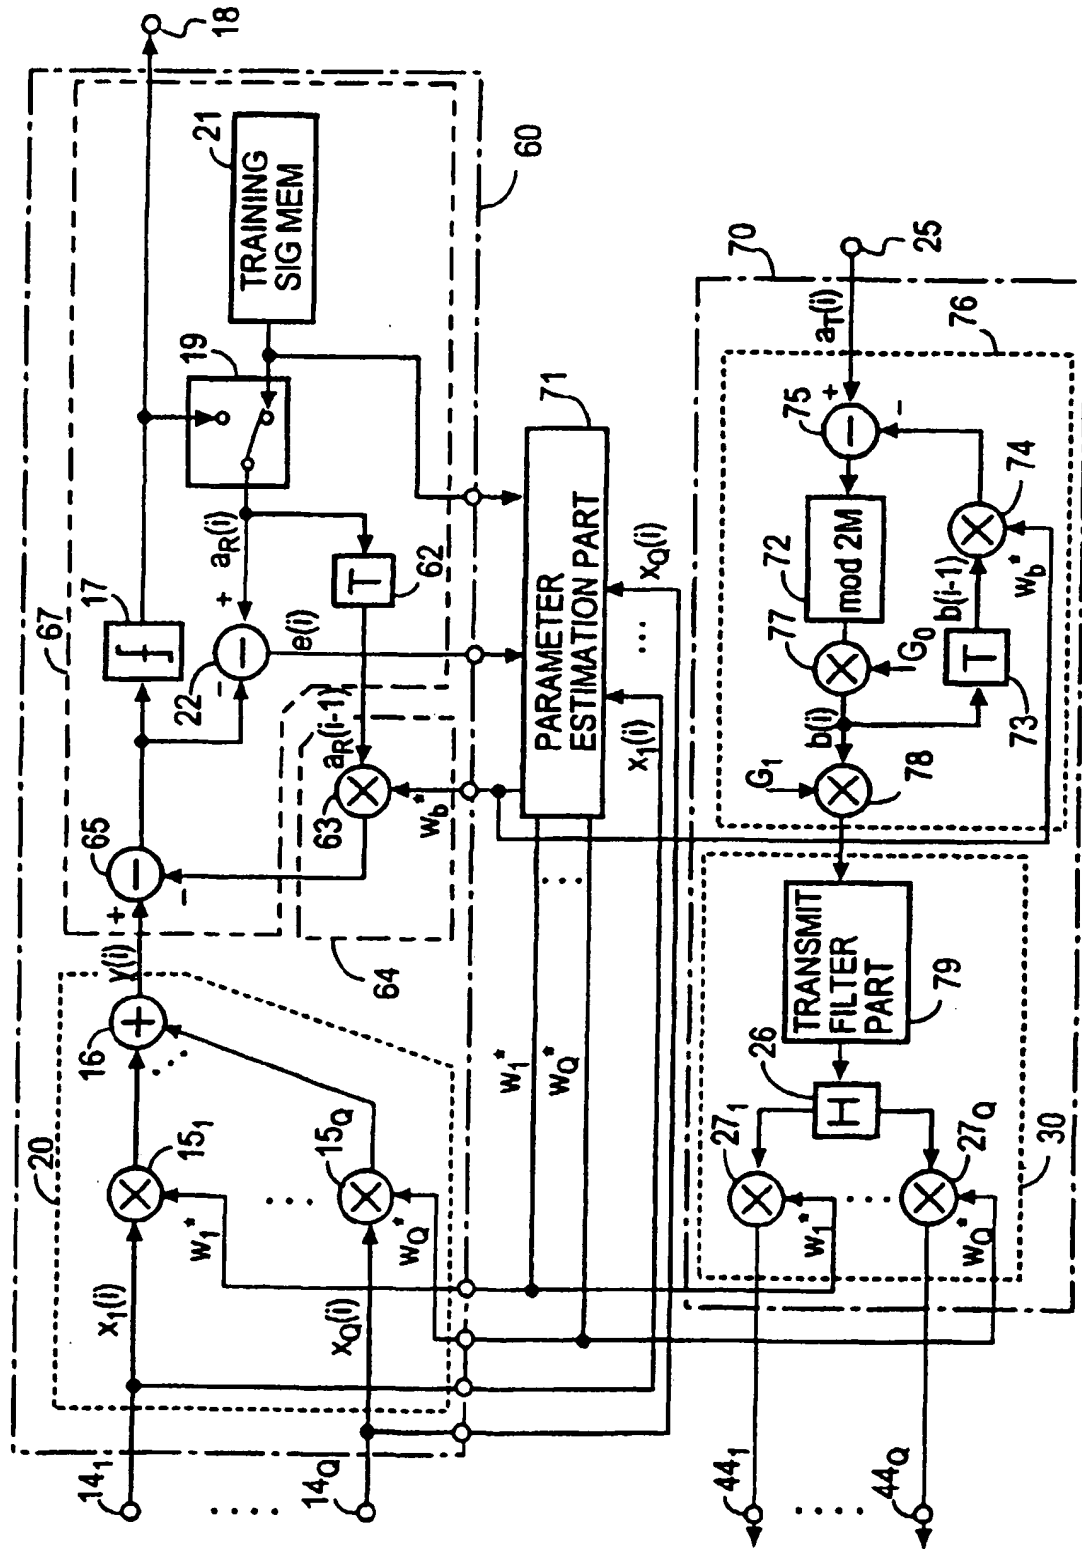 18
67
17
19
21
TRAINING
SIG MEM
60
65
22
+
-
a_R(i)
e(i)
T
62
a_R(i-1)
63
w_b*
64
+
-
y(i)
16
20
x_1(i)
15_1
w_1*
x_Q(i)
15_Q
w_Q*
14_1
14_Q
71
PARAMETER
ESTIMATION PART
x_1(i)
x_Q(i)
w_1*
w_Q*
70
25
a_T(i)
76
75
+
-
72
mod 2M
74
w_b*
b(i-1)
T
73
77
G_0
b(i)
G_1
78
TRANSMIT
FILTER
PART
79
26
H
27_1
w_1*
27_Q
w_Q*
30
44_1
44_Q